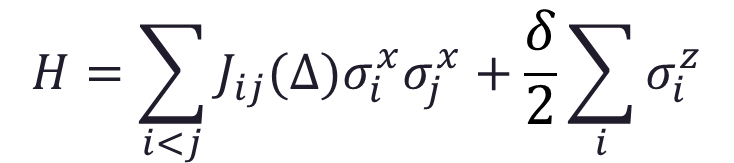 H = \sum_{i<j} J_{ij}(\Delta)\sigma_i^x \sigma_j^x + \frac{\delta}{2} \sum_i \sigma_i^z